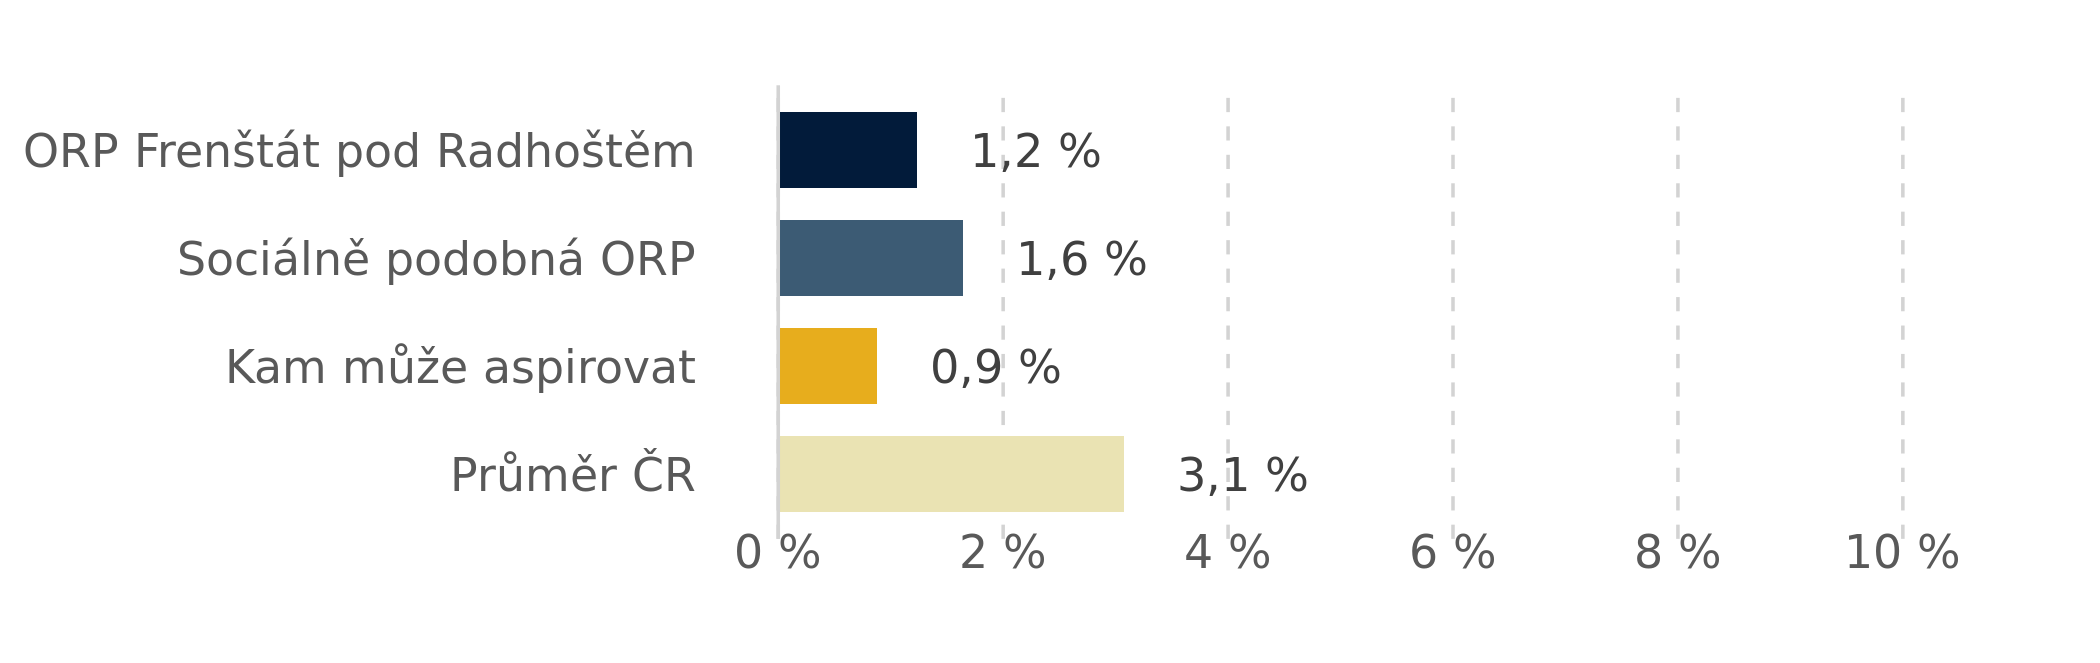 ORP Frenštát pod Radhoštěm 1,2 %
Sociálně podobná ORP 1,6 %
Kam může aspirovat 0,9 %
Průměr ČR 3,1 %
0 % 2 % 4 % 6 % 8 % 10 %